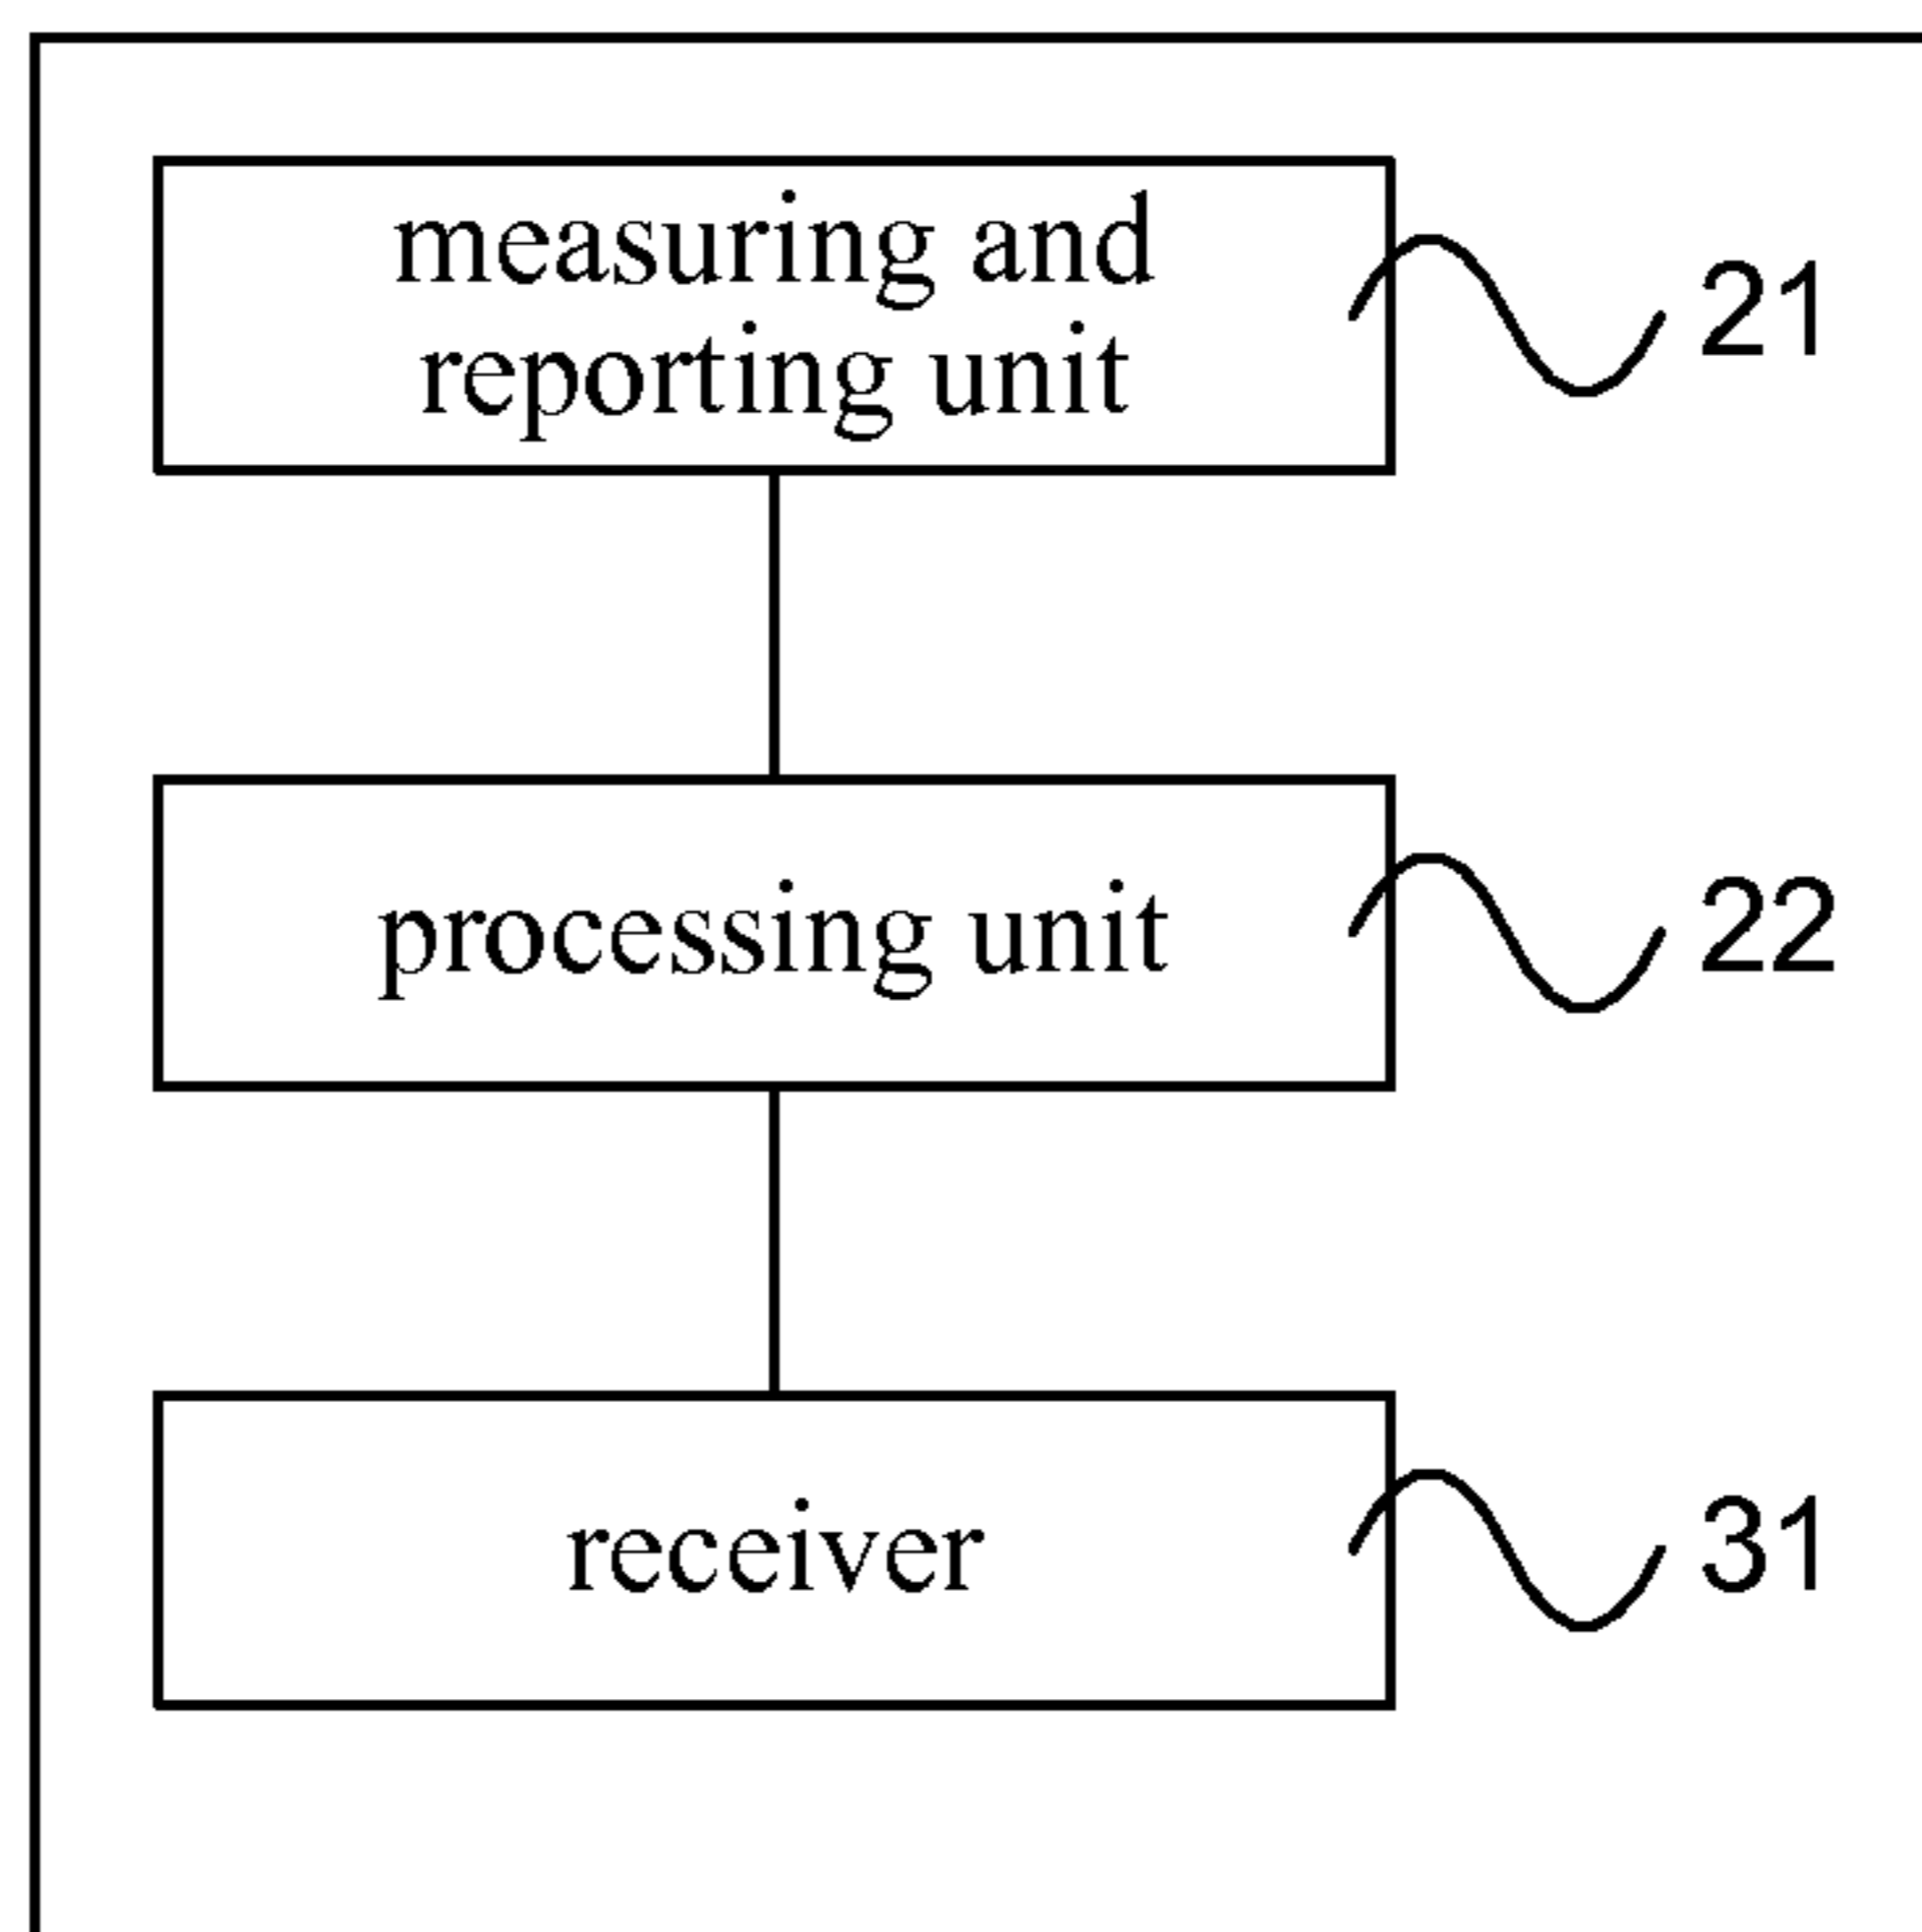 measuring and
reporting unit
21
processing unit
22
receiver
31